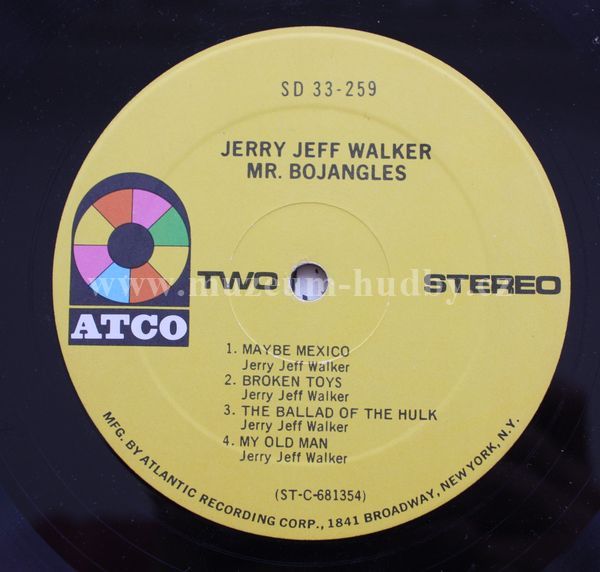 SD 33-259
JERRY JEFF WALKER
MR. BOJANGLES
ATCO
TWO
STEREO
www.muzeum-hudby.cz
1. MAYBE MEXICO
Jerry Jeff Walker
2. BROKEN TOYS
Jerry Jeff Walker
3. THE BALLAD OF THE HULK
Jerry Jeff Walker
4. MY OLD MAN
Jerry Jeff Walker
(ST-C-681354)
MFG. BY ATLANTIC RECORDING CORP., 1841 BROADWAY, NEW YORK, N.Y.